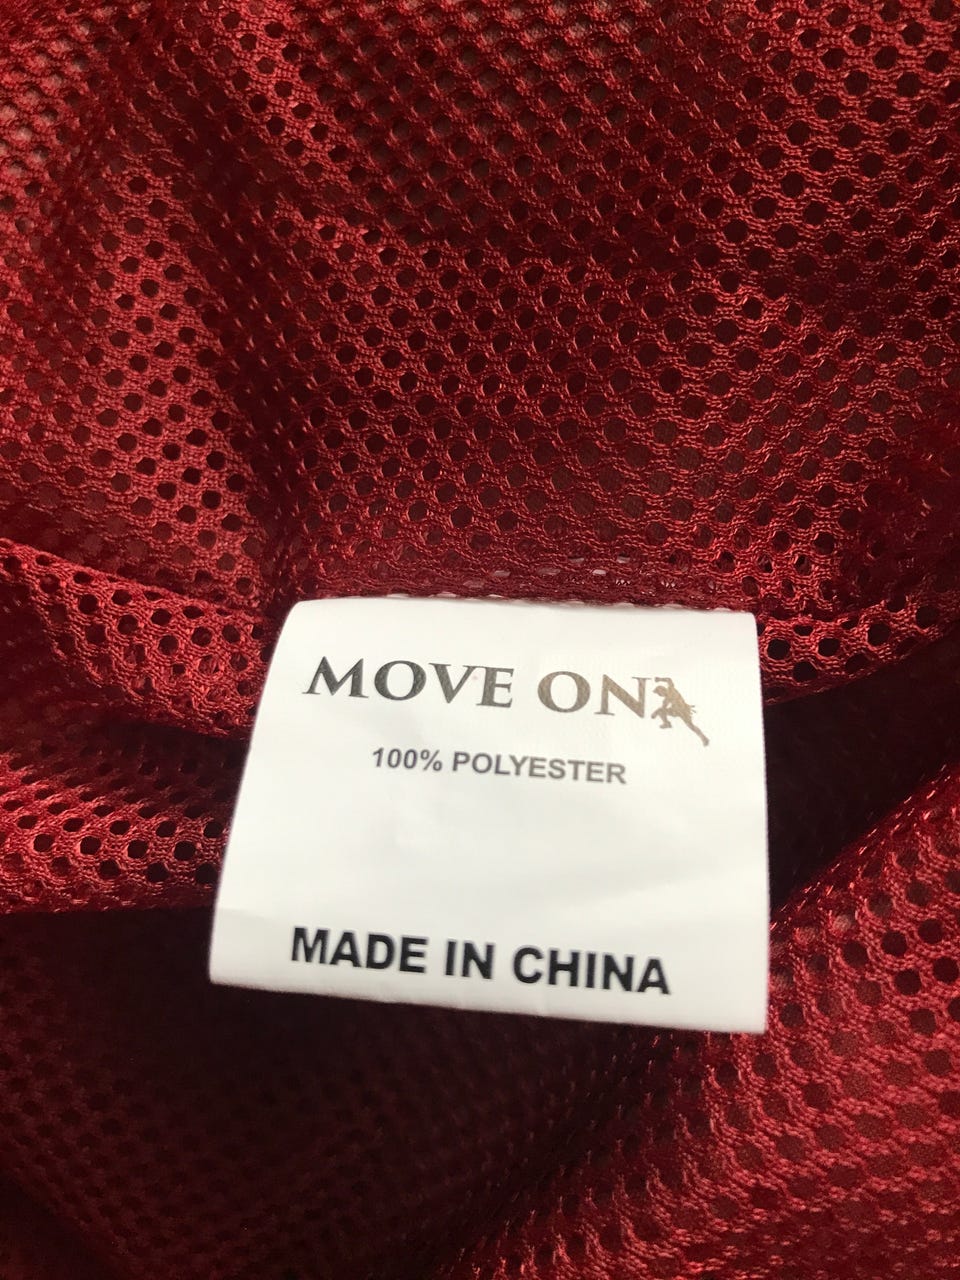 MOVE ON
100% POLYESTER
MADE IN CHINA